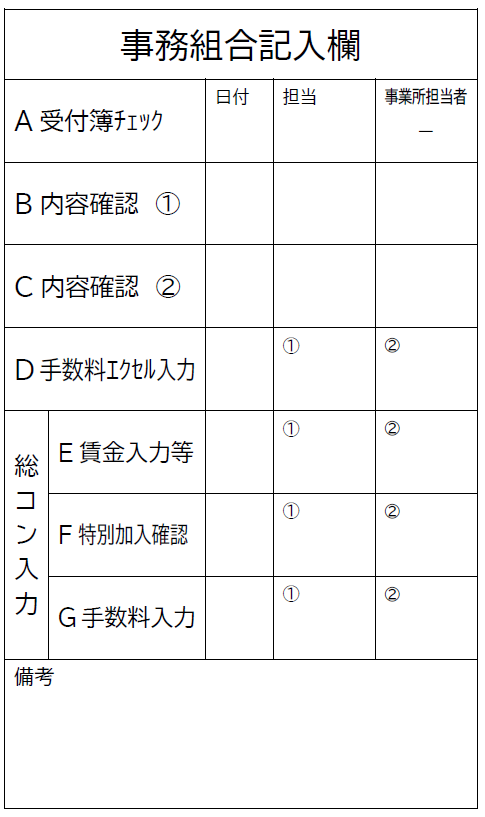 事務組合記入欄
A 受付簿ﾁｪｯｸ 日付 担当 事業所担当者
－
B 内容確認 ①
C 内容確認 ②
D 手数料ｴｸｾﾙ入力 ① ②
総コン入力
E 賃金入力等 ① ②
F 特別加入確認 ① ②
G 手数料入力 ① ②
備考